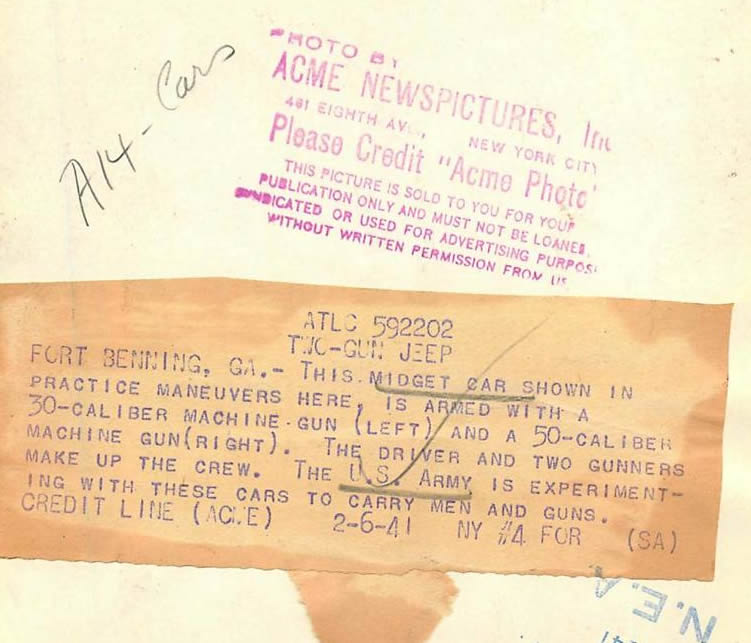 A14 - Cars
PHOTO BY
ACME NEWSPICTURES, Inc
461 EIGHTH AV., NEW YORK CITY
Please Credit "Acme Photo"
THIS PICTURE IS SOLD TO YOU FOR YOUR
PUBLICATION ONLY AND MUST NOT BE LOANED,
SYNDICATED OR USED FOR ADVERTISING PURPOS
WITHOUT WRITTEN PERMISSION FROM US
ATLC 592202
TWO-GUN JEEP
FORT BENNING, GA.- THIS MIDGET CAR SHOWN IN
PRACTICE MANEUVERS HERE, IS ARMED WITH A
30-CALIBER MACHINE-GUN (LEFT) AND A 50-CALIBER
MACHINE GUN(RIGHT). THE DRIVER AND TWO GUNNERS
MAKE UP THE CREW. THE U.S. ARMY IS EXPERIMENT-
ING WITH THESE CARS TO CARRY MEN AND GUNS.
CREDIT LINE (ACME) 2-6-41 NY #4 FOR (SA)
N.E.A